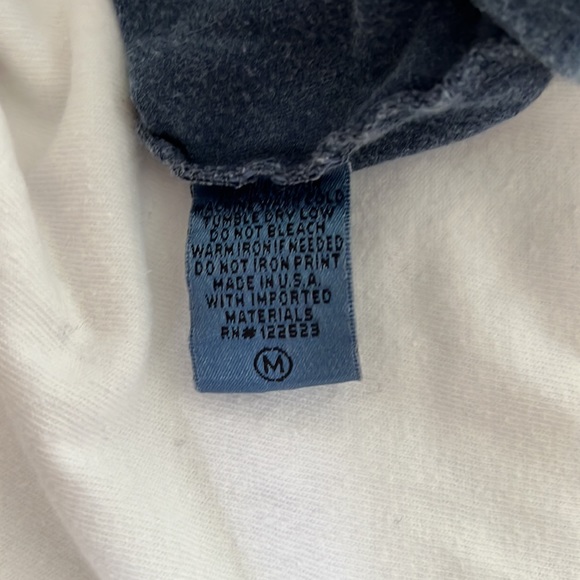 COLD
TUMBLE DRY LOW
DO NOT BLEACH
WARM IRON IF NEEDED
DO NOT IRON PRINT
MADE IN U.S.A.
WITH IMPORTED
MATERIALS
RN#122623
M